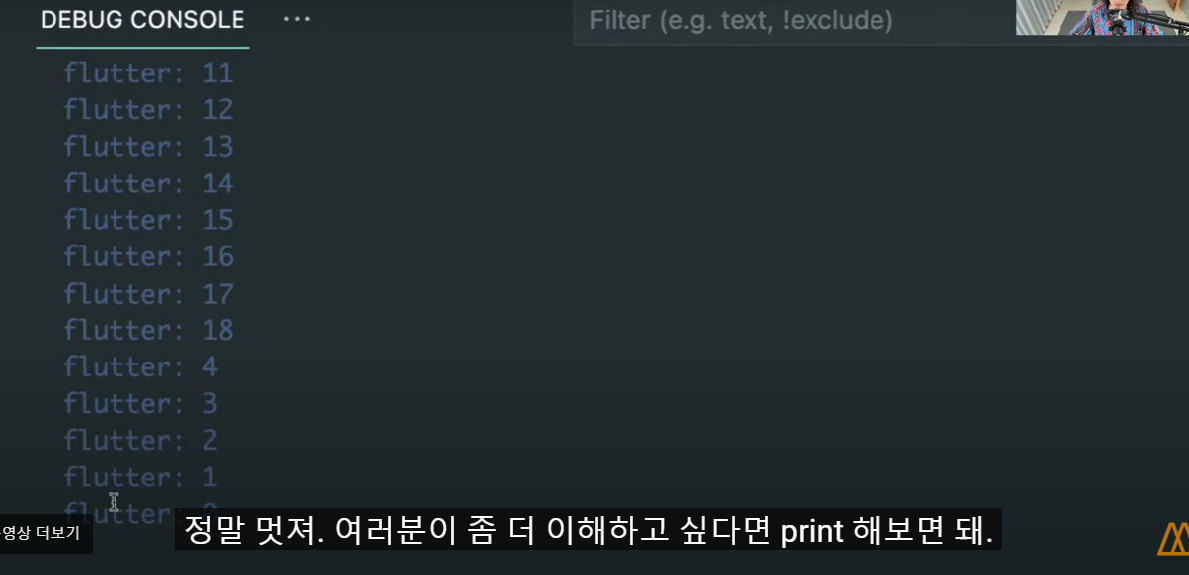 DEBUG CONSOLE ... Filter (e.g. text, !exclude)
flutter: 11
flutter: 12
flutter: 13
flutter: 14
flutter: 15
flutter: 16
flutter: 17
flutter: 18
flutter: 4
flutter: 3
flutter: 2
flutter: 1
flutter
정말 멋져. 여러분이 좀 더 이해하고 싶다면 print 해보면 돼.
영상 더보기